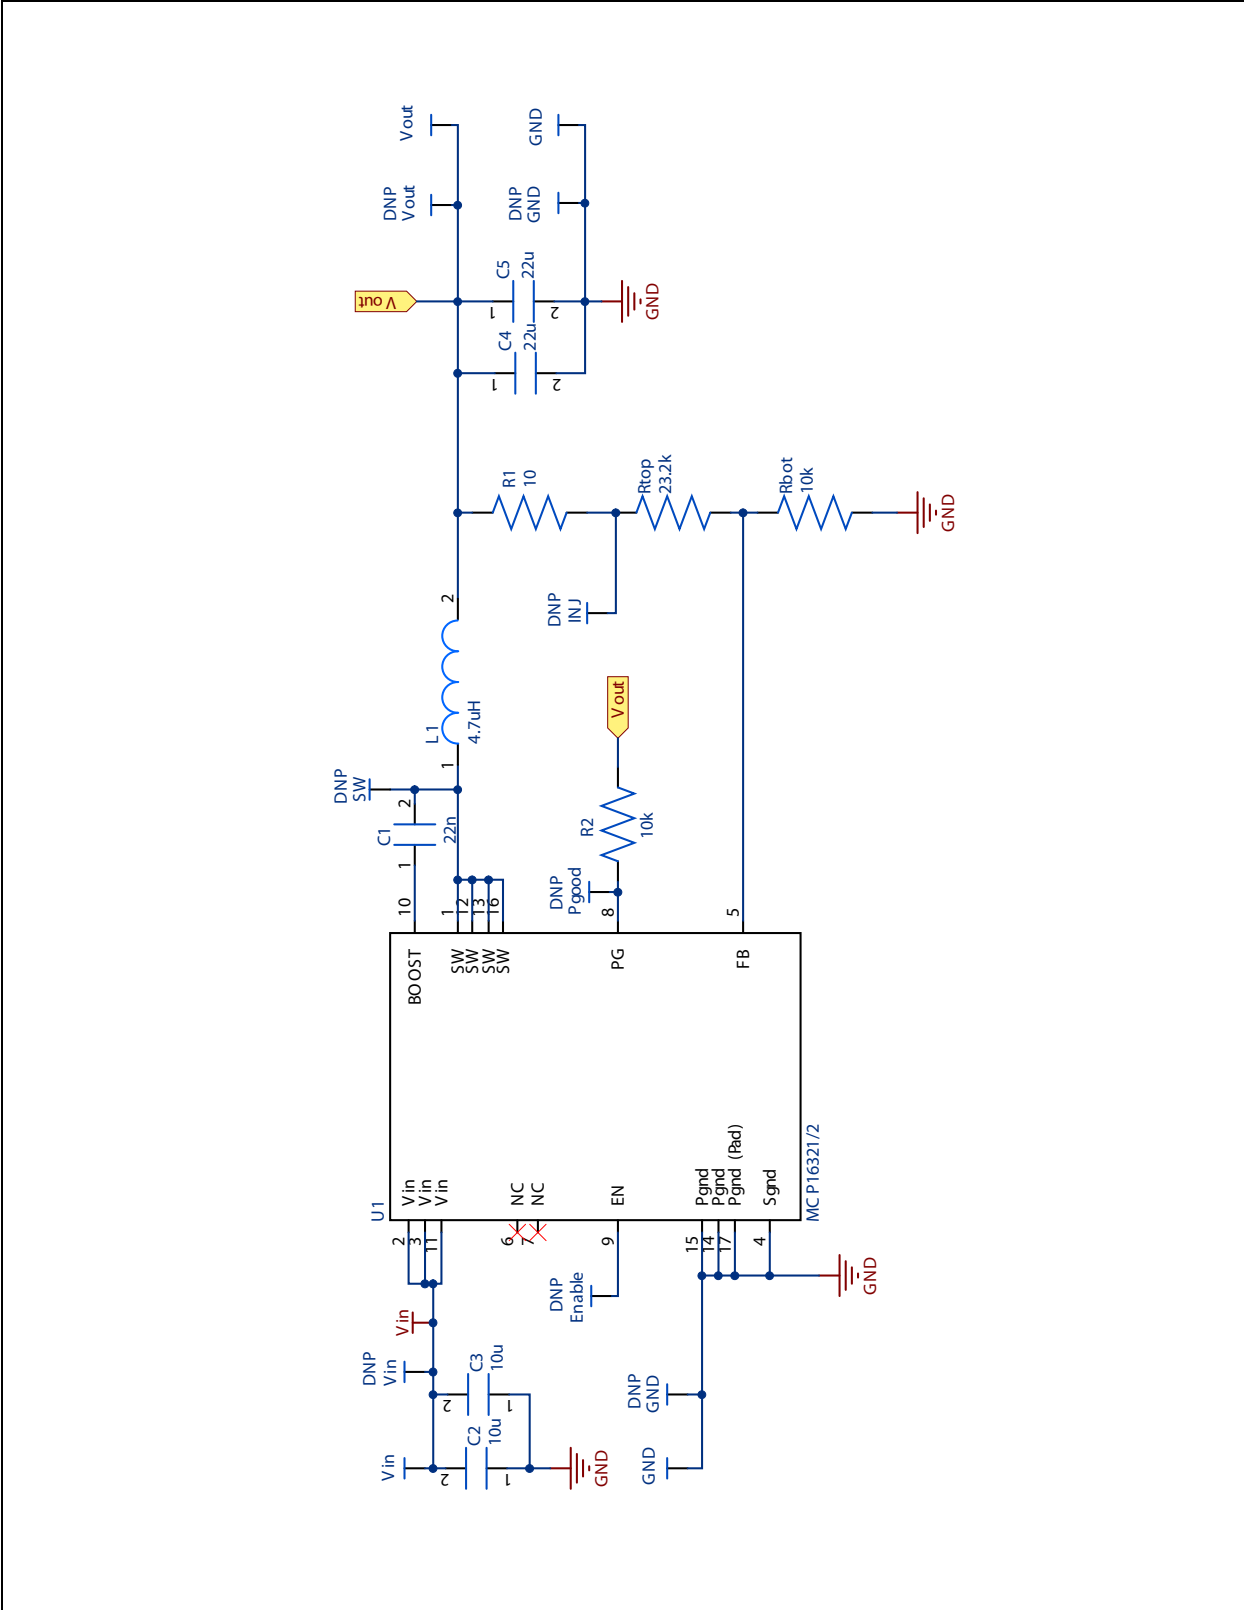 Vin
DNP
Vin
Vin
C2
10u
2
1
C3
10u
2
1
GND
U1
2
3
11
Vin
Vin
Vin
6
7
NC
NC
DNP
Enable
9
EN
GND
DNP
GND
15
14
17
4
Pgnd
Pgnd
Pgnd (Pad)
Sgnd
GND
MCP16321/2
BOOST
10
SW
SW
SW
SW
1
12
13
16
PG
8
FB
5
C1
22n
1
2
DNP
SW
L1
4.7uH
1
2
DNP
Pgood
R2
10k
Vout
DNP
INJ
R1
10
Rtop
23.2k
Rbot
10k
GND
Vout
C4
22u
1
2
C5
22u
1
2
GND
DNP
Vout
Vout
DNP
GND
GND